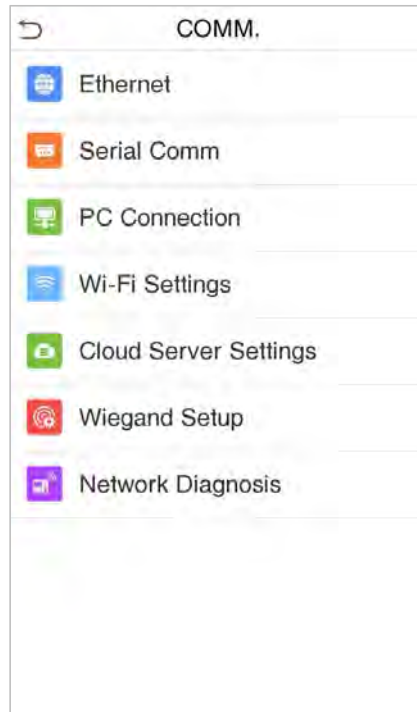 COMM.
Ethernet
Serial Comm
PC Connection
Wi-Fi Settings
Cloud Server Settings
Wiegand Setup
Network Diagnosis